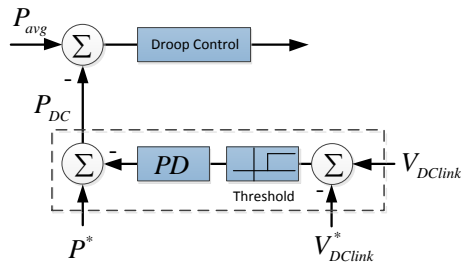 P_avg
Σ
Droop Control
-
P_DC
-
Σ
PD
Σ
V_DClink
Threshold
-
P^*
V^*_DClink